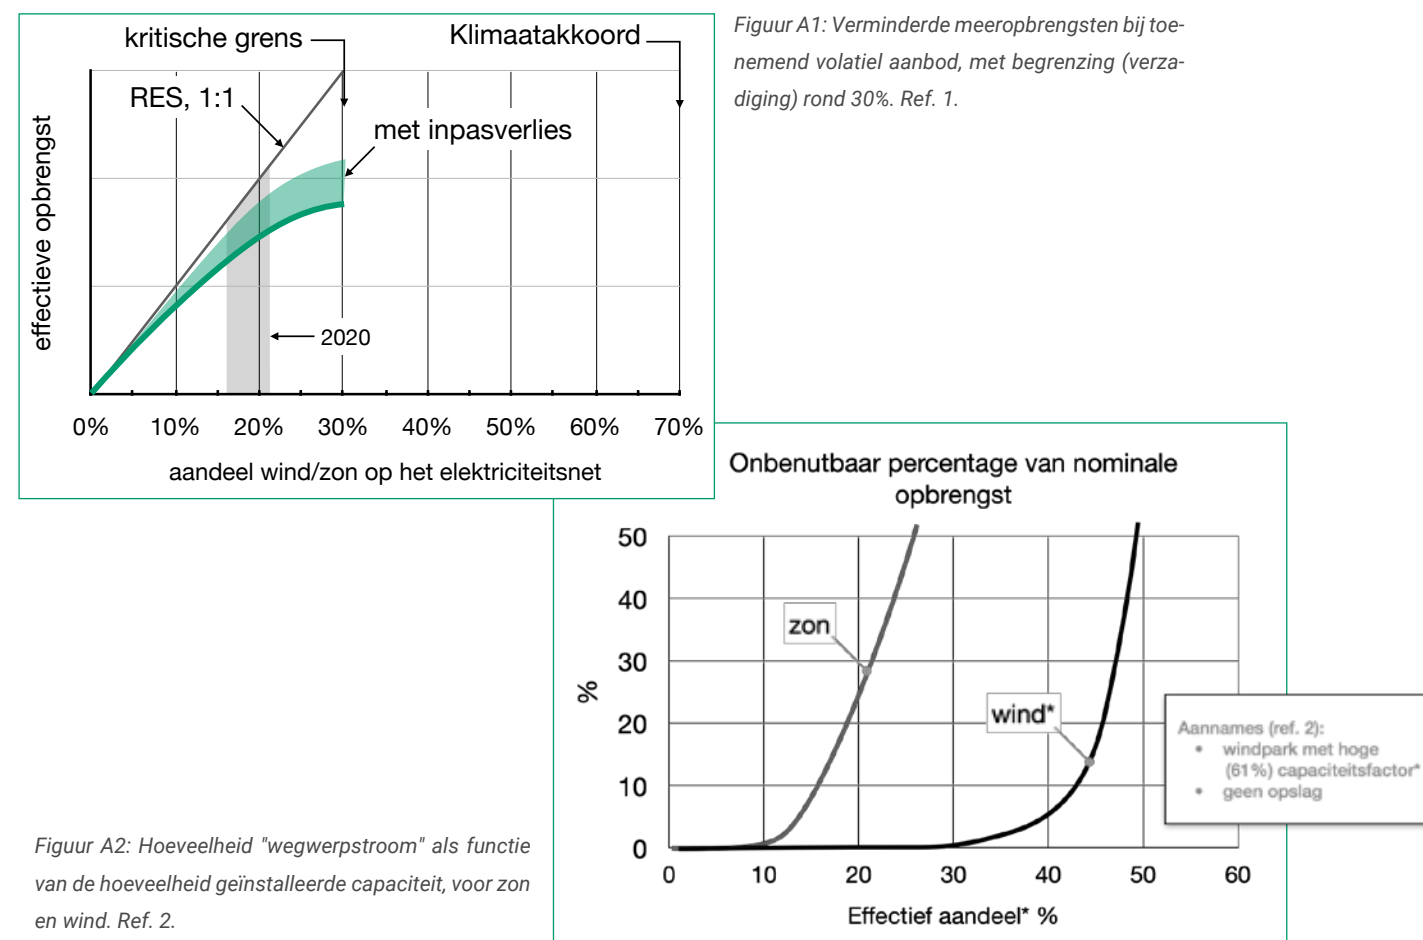 kritische grens
Klimaatakkoord
RES, 1:1
met inpasverlies
2020
effectieve opbrengst
0% 10% 20% 30% 40% 50% 60% 70%
aandeel wind/zon op het elektriciteitsnet
Figuur A1: Verminderde meeropbrengsten bij toe-
nemend volatiel aanbod, met begrenzing (verza-
diging) rond 30%. Ref. 1.
Onbenutbaar percentage van nominale
opbrengst
50
40
30
20
10
0
%
zon
wind*
0 10 20 30 40 50 60
Effectief aandeel* %
Aannames (ref. 2):
• windpark met hoge
(61%) capaciteitsfactor*
• geen opslag
Figuur A2: Hoeveelheid "wegwerpstroom" als functie
van de hoeveelheid geïnstalleerde capaciteit, voor zon
en wind. Ref. 2.